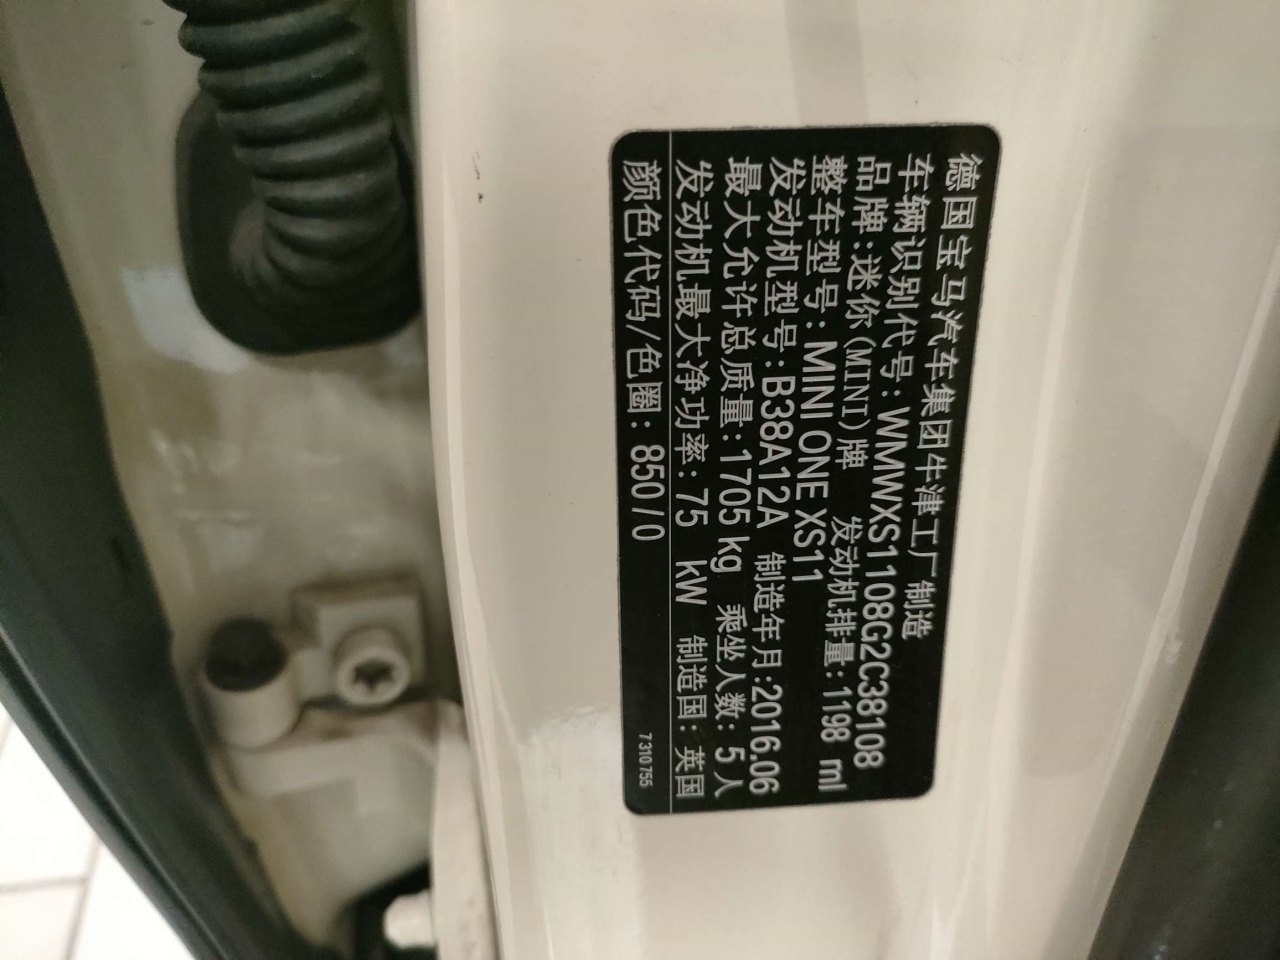 德国宝马汽车集团牛津工厂 制造
车辆识别代号：WMWXS1108G2C38108
品牌：迷你(MINI)牌 发动机排量：1198 ml
整车型号：MINI ONE XS11
发动机型号：B38A12A 制造年月：2016.06
最大允许总质量：1705 kg 乘坐人数：5人
发动机最大净功率：75 kW 制造国：英国
颜色代码/色圈：850 / 0 7 310 755